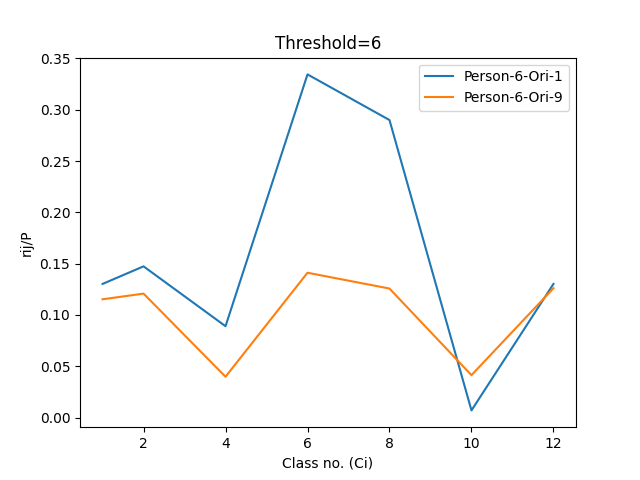 Threshold=6
Person-6-Ori-1
Person-6-Ori-9
0.35
0.30
0.25
0.20
0.15
0.10
0.05
0.00
rij/P
2 4 6 8 10 12
Class no. (Ci)